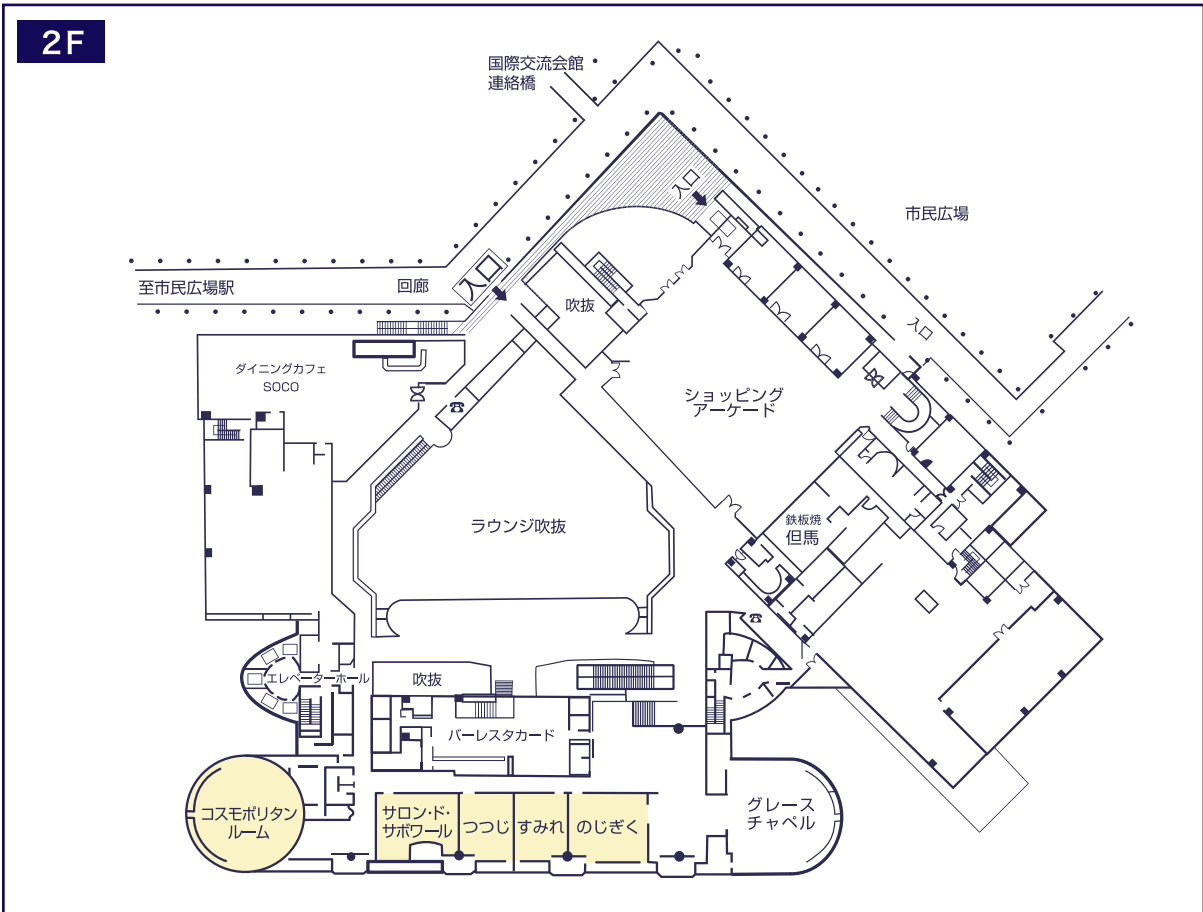 2F
国際交流会館
連絡橋
入口
市民広場
至市民広場駅
回廊
入口
吹抜
入口
ダイニングカフェ
SOCO
ショッピング
アーケード
ラウンジ吹抜
鉄板焼
但馬
エレベーターホール
吹抜
バーレスタカード
コスモポリタン
ルーム
サロン・ド・
サボワール
つつじ
すみれ
のじぎく
グレース
チャペル